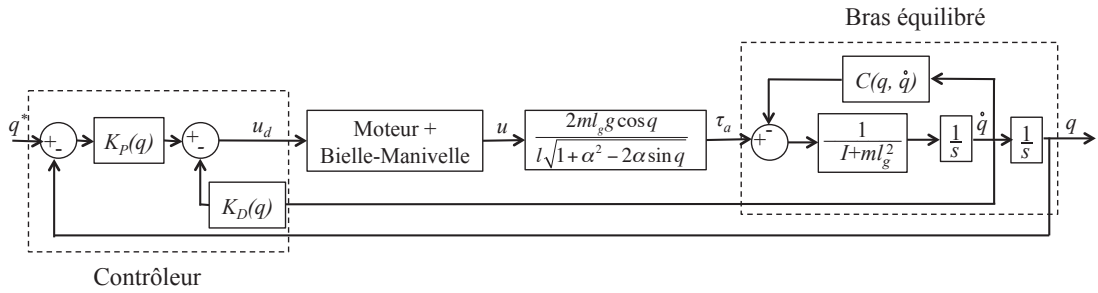 Bras équilibré
C(q, q̊)
q*
+ -
K_P(q)
+ -
u_d
Moteur +
Bielle-Manivelle
u
2ml_g g cos q
l√(1+α²−2α sin q)
τ_a
+ -
1
I+ml_g²
1
s
q̊
1
s
q
K_D(q)
Contrôleur